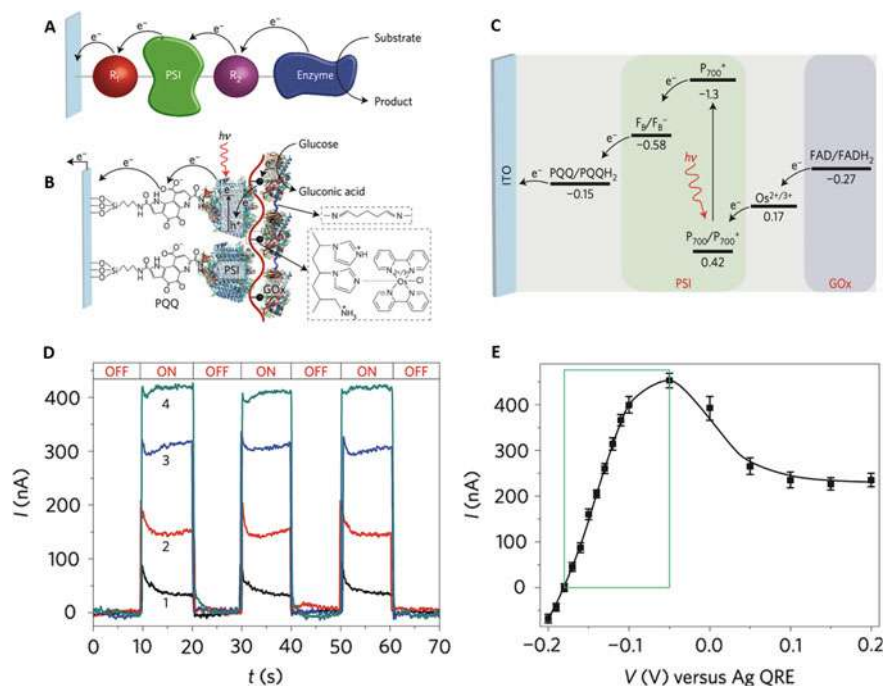 A
e⁻ e⁻ e⁻ e⁻
Substrate
R₁ PSI R₂ Enzyme
Product
B
hν
e⁻ e⁻ e⁻
Glucose
Gluconic acid
e⁻
h⁺
PSI
PQQ
GOx
NH
N
N
N
Os
Cl
NH₃
C
P₇₀₀⁺
e⁻
−1.3
F_B/F_B⁻
e⁻
−0.58
hν
FAD/FADH₂
PQQ/PQQH₂
e⁻
−0.27
ITO
e⁻
−0.15
Os²⁺/³⁺
e⁻
0.17
P₇₀₀/P₇₀₀⁺
0.42
PSI
GOx
D
OFF ON OFF ON OFF ON OFF
400
4
300
3
200
2
100
1
0
I (nA)
0 10 20 30 40 50 60 70
t (s)
E
400
300
200
100
0
I (nA)
−0.2 −0.1 0.0 0.1 0.2
V (V) versus Ag QRE